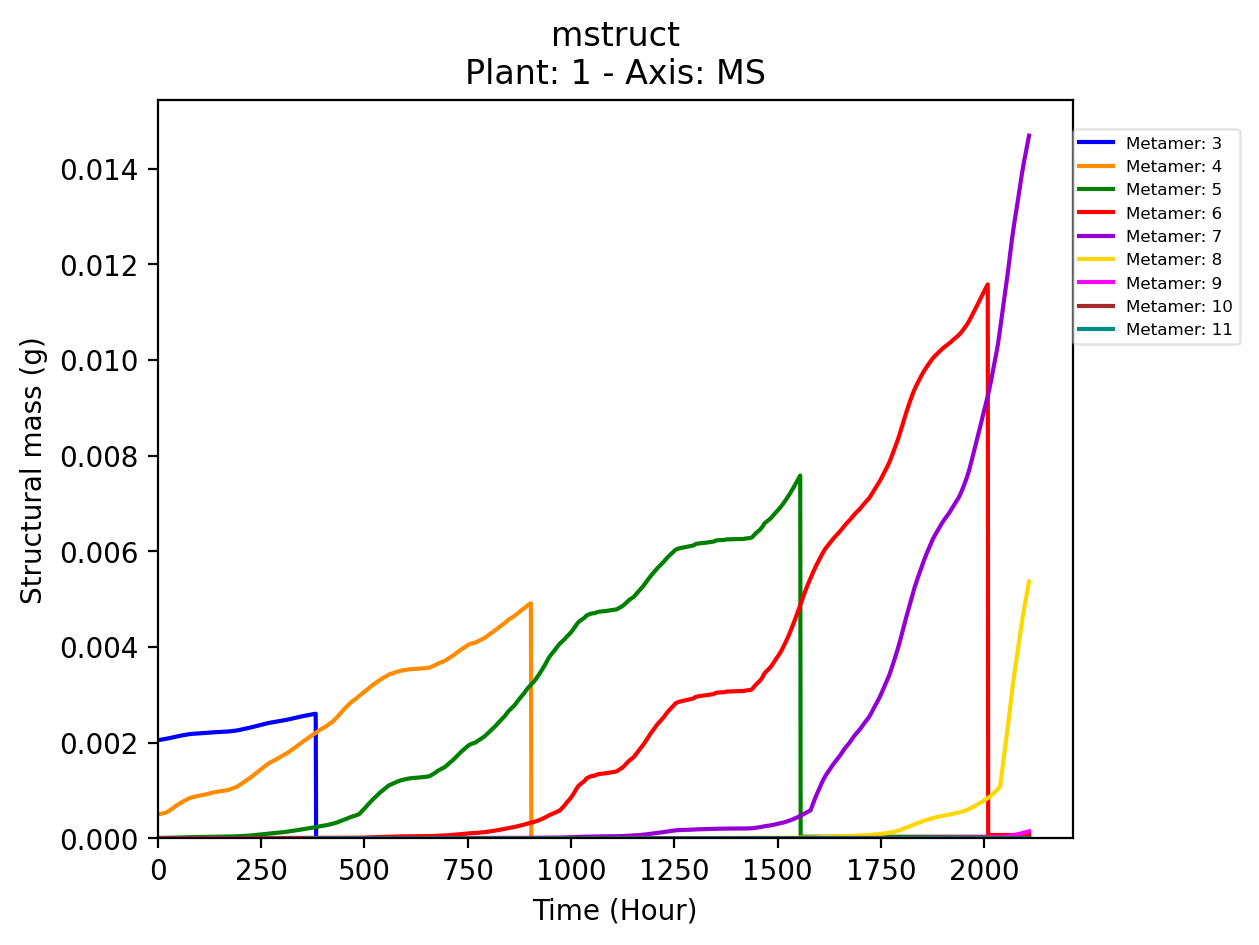 mstruct
Plant: 1 - Axis: MS
0.014
0.012
0.010
0.008
0.006
0.004
0.002
0.000
Structural mass (g)
0
250
500
750
1000
1250
1500
1750
2000
Time (Hour)
Metamer: 3
Metamer: 4
Metamer: 5
Metamer: 6
Metamer: 7
Metamer: 8
Metamer: 9
Metamer: 10
Metamer: 11